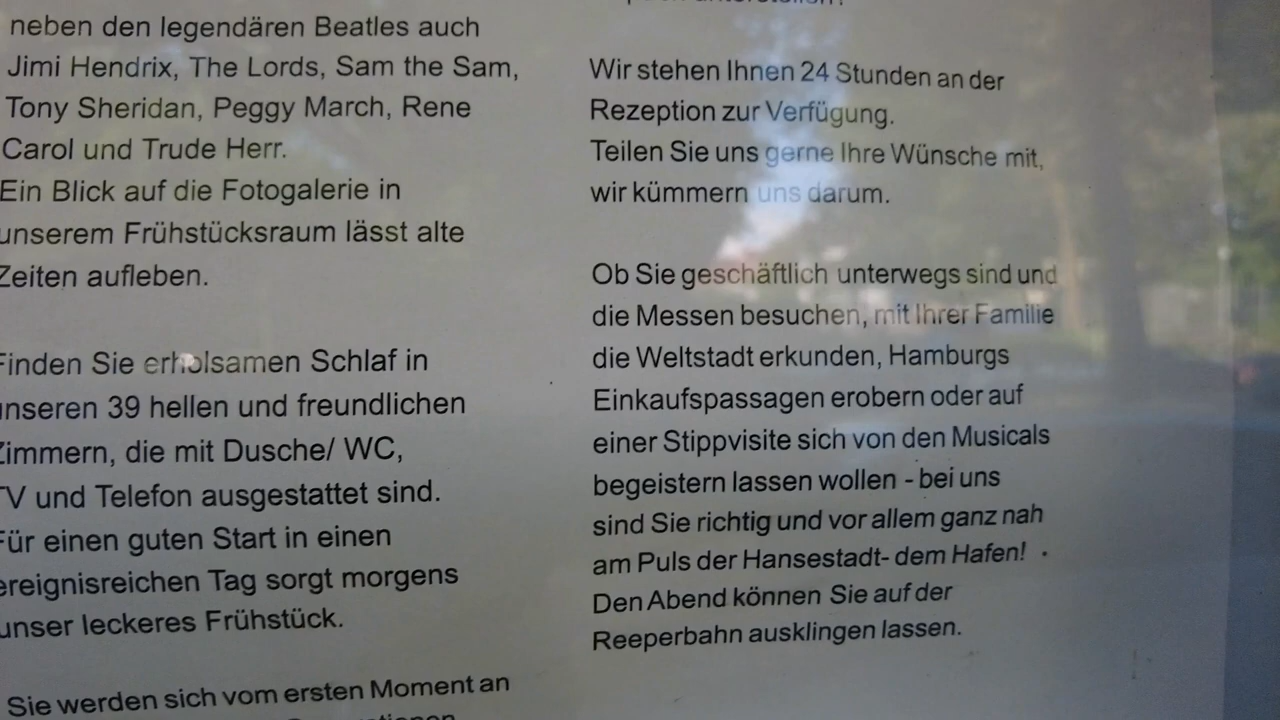 neben den legendären Beatles auch
Jimi Hendrix, The Lords, Sam the Sam,
Tony Sheridan, Peggy March, Rene
Carol und Trude Herr.
Ein Blick auf die Fotogalerie in
unserem Frühstücksraum lässt alte
Zeiten aufleben.
Finden Sie erholsamen Schlaf in
unseren 39 hellen und freundlichen
Zimmern, die mit Dusche/ WC,
TV und Telefon ausgestattet sind.
Für einen guten Start in einen
ereignisreichen Tag sorgt morgens
unser leckeres Frühstück.
Sie werden sich vom ersten Moment an
Wir stehen Ihnen 24 Stunden an der
Rezeption zur Verfügung.
Teilen Sie uns gerne Ihre Wünsche mit,
wir kümmern uns darum.
Ob Sie geschäftlich unterwegs sind und
die Messen besuchen, mit Ihrer Familie
die Weltstadt erkunden, Hamburgs
Einkaufspassagen erobern oder auf
einer Stippvisite sich von den Musicals
begeistern lassen wollen - bei uns
sind Sie richtig und vor allem ganz nah
am Puls der Hansestadt- dem Hafen!
Den Abend können Sie auf der
Reeperbahn ausklingen lassen.